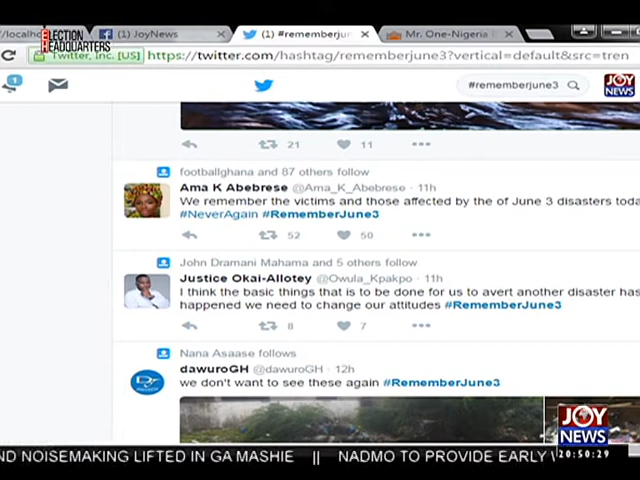 ELECTION
HEADQUARTERS
//localho
(1) JoyNews
(1) #rememberjun
Mr. One-Nigeria
Twitter, Inc. [US]
https://twitter.com/hashtag/rememberjune3?vertical=default&src=tren
1
#rememberjune3
JOY
NEWS
21
11
footballghana and 87 others follow
Ama K Abebrese @Ama_K_Abebrese · 11h
We remember the victims and those affected by the of June 3 disasters toda
#NeverAgain #RememberJune3
52
50
John Dramani Mahama and 5 others follow
Justice Okai-Allotey @Owula_Kpakpo · 11h
I think the basic things that is to be done for us to avert another disaster has
happened we need to change our attitudes #RememberJune3
8
7
Nana Asaase follows
dawuroGH @dawuroGH · 12h
we don't want to see these again #RememberJune3
JOY
NEWS
20:50:29
ND NOISEMAKING LIFTED IN GA MASHIE || NADMO TO PROVIDE EARLY